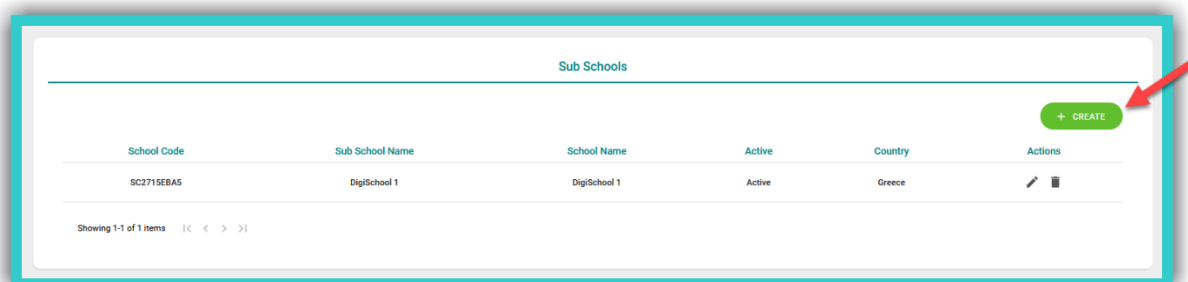 Sub Schools
+ CREATE
School Code Sub School Name School Name Active Country Actions
SC2715EBA5 DigiSchool 1 DigiSchool 1 Active Greece
Showing 1-1 of 1 items |< < > >|